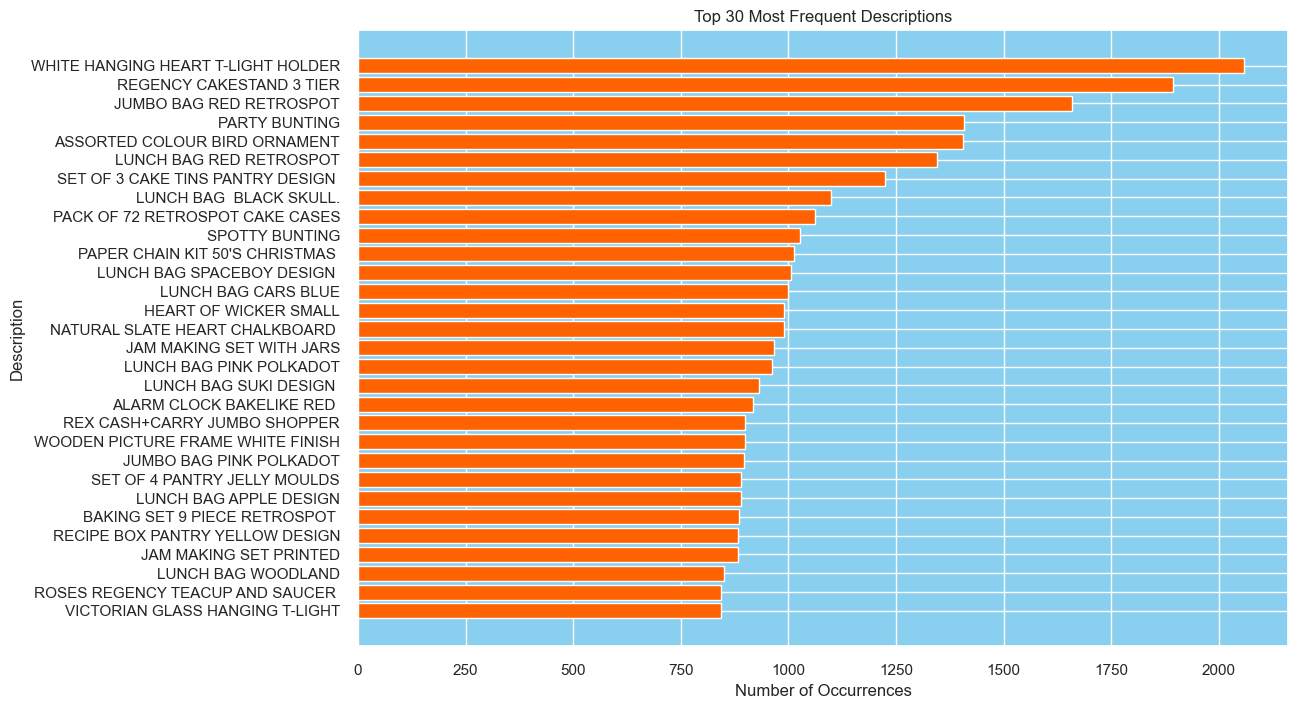 Top 30 Most Frequent Descriptions
WHITE HANGING HEART T-LIGHT HOLDER
REGENCY CAKESTAND 3 TIER
JUMBO BAG RED RETROSPOT
PARTY BUNTING
ASSORTED COLOUR BIRD ORNAMENT
LUNCH BAG RED RETROSPOT
SET OF 3 CAKE TINS PANTRY DESIGN
LUNCH BAG  BLACK SKULL.
PACK OF 72 RETROSPOT CAKE CASES
SPOTTY BUNTING
PAPER CHAIN KIT 50'S CHRISTMAS
LUNCH BAG SPACEBOY DESIGN
LUNCH BAG CARS BLUE
HEART OF WICKER SMALL
NATURAL SLATE HEART CHALKBOARD
JAM MAKING SET WITH JARS
LUNCH BAG PINK POLKADOT
LUNCH BAG SUKI DESIGN
ALARM CLOCK BAKELIKE RED
REX CASH+CARRY JUMBO SHOPPER
WOODEN PICTURE FRAME WHITE FINISH
JUMBO BAG PINK POLKADOT
SET OF 4 PANTRY JELLY MOULDS
LUNCH BAG APPLE DESIGN
BAKING SET 9 PIECE RETROSPOT
RECIPE BOX PANTRY YELLOW DESIGN
JAM MAKING SET PRINTED
LUNCH BAG WOODLAND
ROSES REGENCY TEACUP AND SAUCER
VICTORIAN GLASS HANGING T-LIGHT
Description
0 250 500 750 1000 1250 1500 1750 2000
Number of Occurrences